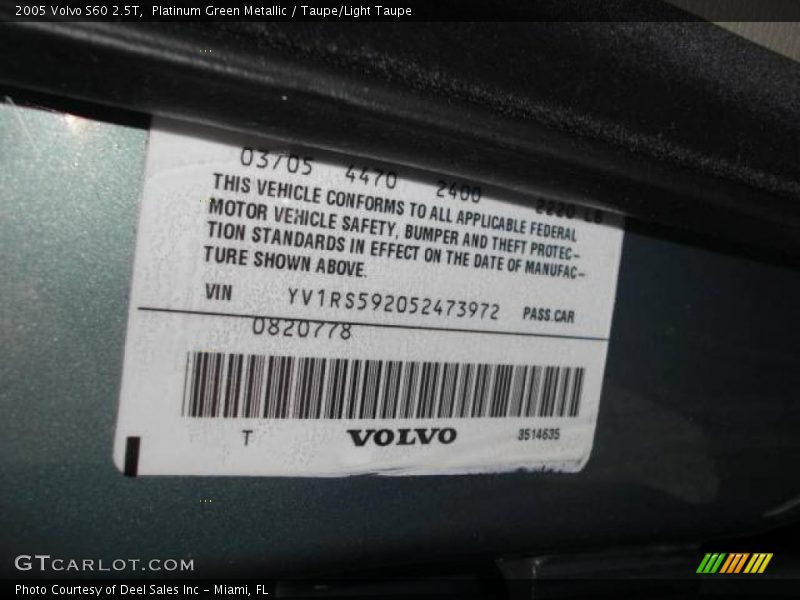 2005 Volvo S60 2.5T, Platinum Green Metallic / Taupe/Light Taupe
03/05 4470 2400 2220 LB
THIS VEHICLE CONFORMS TO ALL APPLICABLE FEDERAL
MOTOR VEHICLE SAFETY, BUMPER AND THEFT PROTEC-
TION STANDARDS IN EFFECT ON THE DATE OF MANUFAC-
TURE SHOWN ABOVE.
VIN YV1RS592052473972 PASS.CAR
0820778
T VOLVO 3514635
GTCARLOT.COM
Photo Courtesy of Deel Sales Inc - Miami, FL